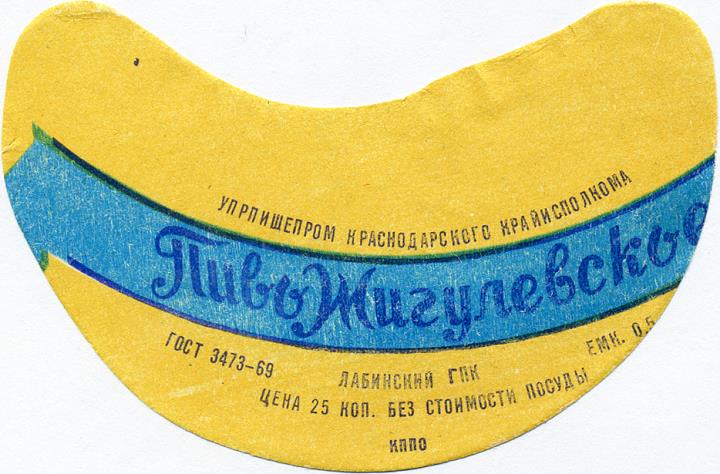 УПРПИЩЕПРОМ КРАСНОДАРСКОГО КРАЙИСПОЛКОМА
Пиво Жигулевское
ГОСТ 3473-69
ЕМК. 0,5
ЛАБИНСКИЙ ГПК
ЦЕНА 25 КОП. БЕЗ СТОИМОСТИ ПОСУДЫ
КППО